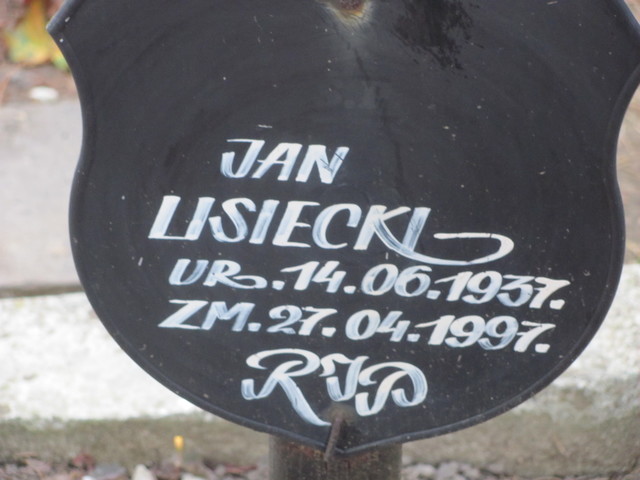 JAN
LISIECKI
UR. 14.06.1937.
ZM. 27.04.1997.
RIP